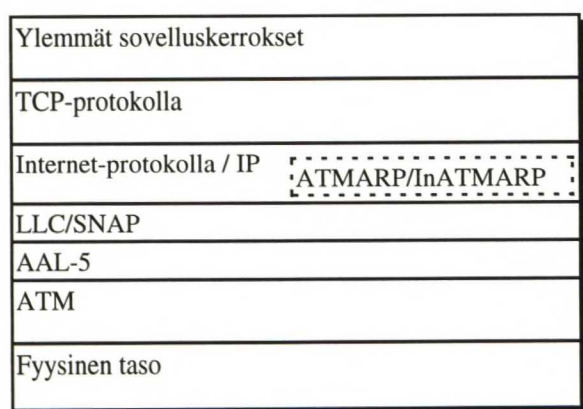 Ylemmät sovelluskerrokset
TCP-protokolla
Internet-protokolla / IP ATMARP/InATMARP
LLC/SNAP
AAL-5
ATM
Fyysinen taso